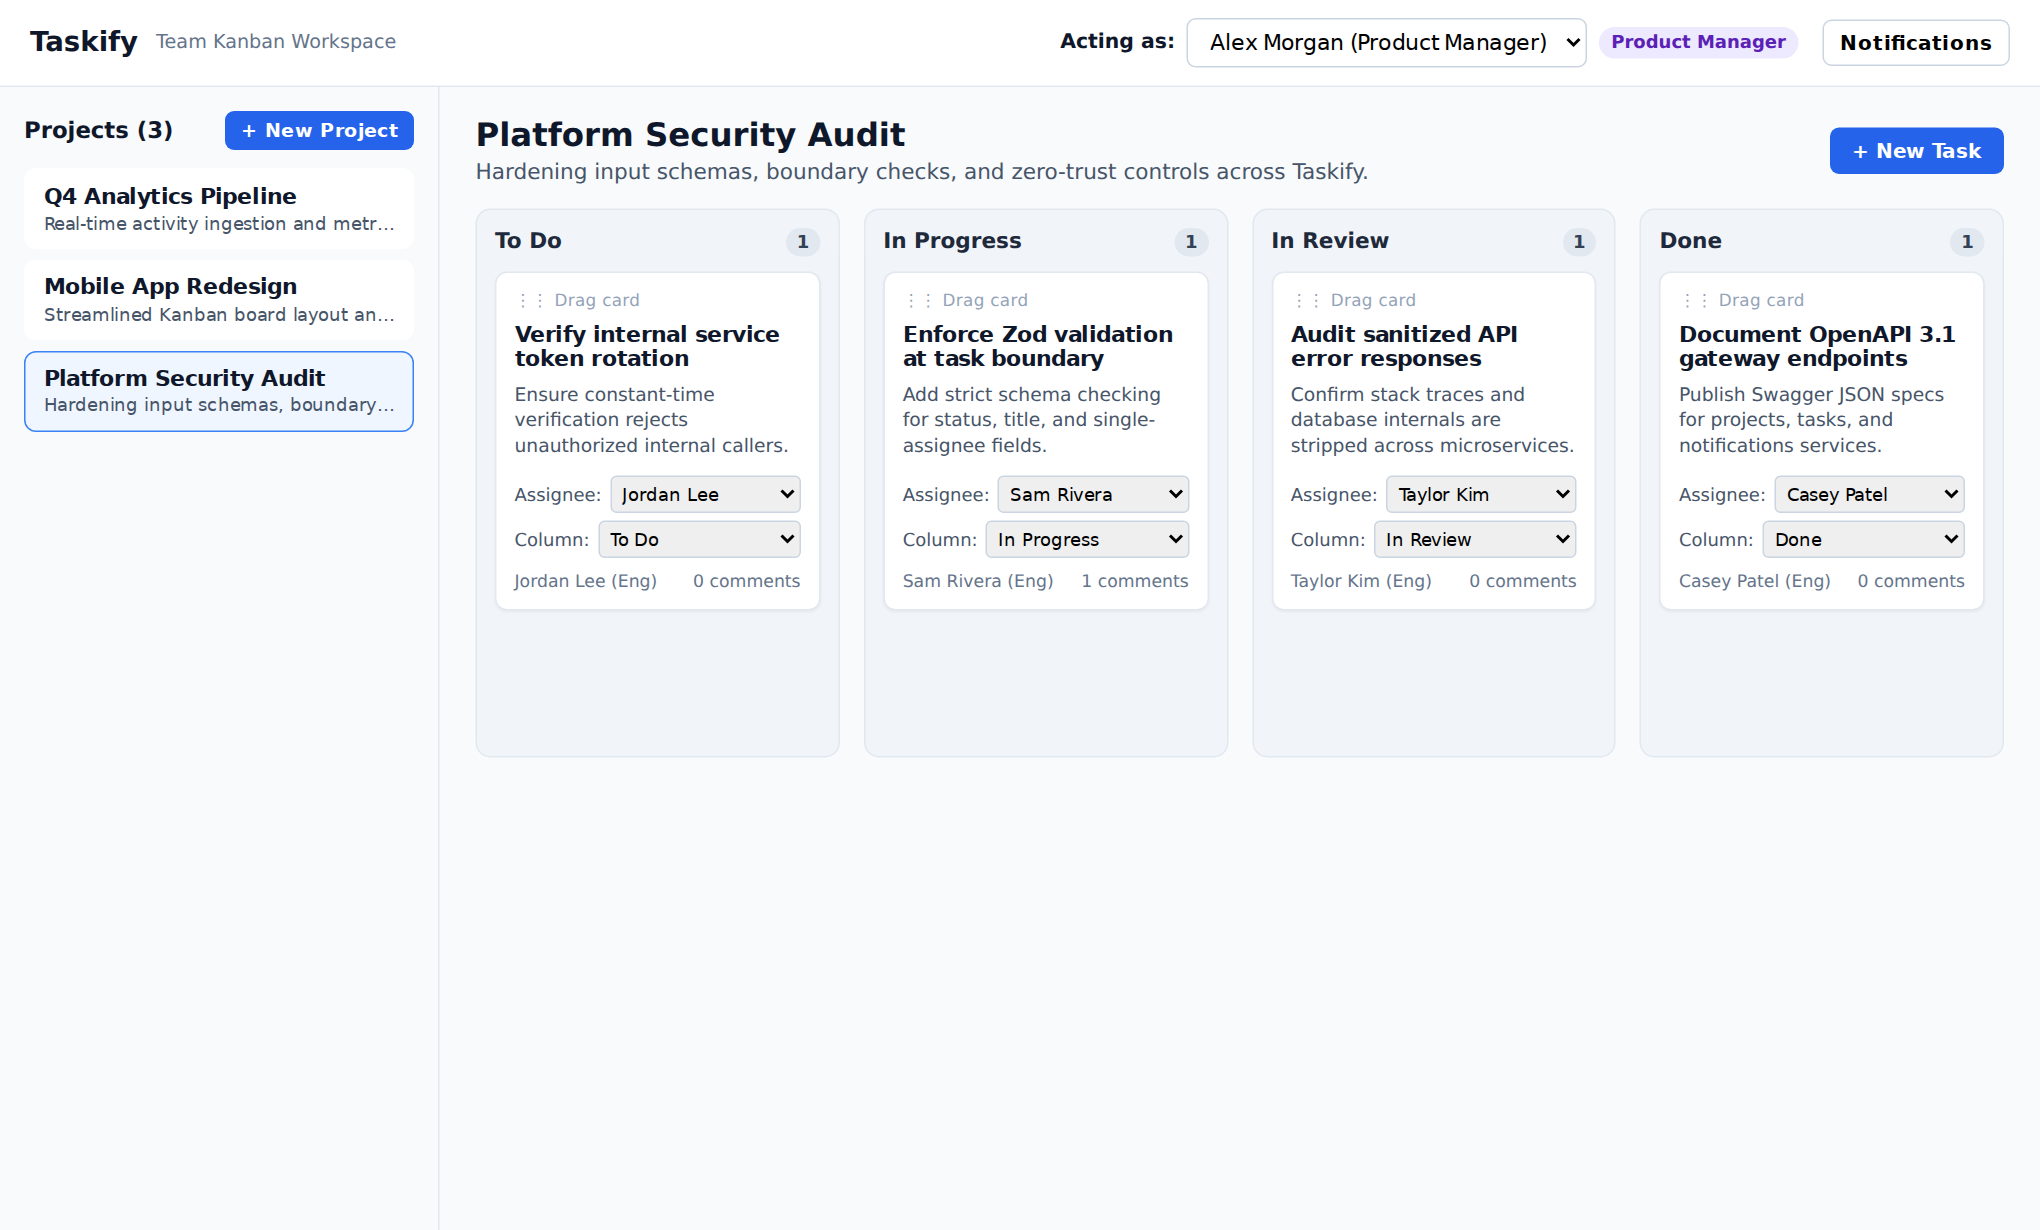 Taskify Team Kanban Workspace
Acting as: Alex Morgan (Product Manager) Product Manager Notifications
Projects (3) + New Project
Q4 Analytics Pipeline
Real-time activity ingestion and metr...
Mobile App Redesign
Streamlined Kanban board layout an...
Platform Security Audit
Hardening input schemas, boundary...
Platform Security Audit
Hardening input schemas, boundary checks, and zero-trust controls across Taskify.
+ New Task
To Do 1
Drag card
Verify internal service
token rotation
Ensure constant-time
verification rejects
unauthorized internal callers.
Assignee: Jordan Lee
Column: To Do
Jordan Lee (Eng) 0 comments
In Progress 1
Drag card
Enforce Zod validation
at task boundary
Add strict schema checking
for status, title, and single-
assignee fields.
Assignee: Sam Rivera
Column: In Progress
Sam Rivera (Eng) 1 comments
In Review 1
Drag card
Audit sanitized API
error responses
Confirm stack traces and
database internals are
stripped across microservices.
Assignee: Taylor Kim
Column: In Review
Taylor Kim (Eng) 0 comments
Done 1
Drag card
Document OpenAPI 3.1
gateway endpoints
Publish Swagger JSON specs
for projects, tasks, and
notifications services.
Assignee: Casey Patel
Column: Done
Casey Patel (Eng) 0 comments